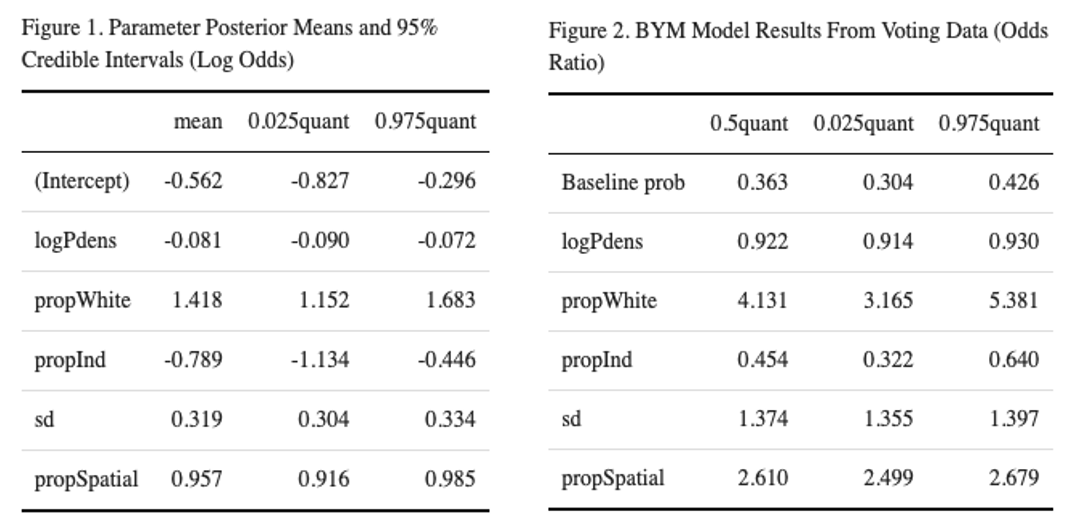 Figure 1. Parameter Posterior Means and 95%
Credible Intervals (Log Odds)
mean 0.025quant 0.975quant
(Intercept) -0.562 -0.827 -0.296
logPdens -0.081 -0.090 -0.072
propWhite 1.418 1.152 1.683
propInd -0.789 -1.134 -0.446
sd 0.319 0.304 0.334
propSpatial 0.957 0.916 0.985
Figure 2. BYM Model Results From Voting Data (Odds
Ratio)
0.5quant 0.025quant 0.975quant
Baseline prob 0.363 0.304 0.426
logPdens 0.922 0.914 0.930
propWhite 4.131 3.165 5.381
propInd 0.454 0.322 0.640
sd 1.374 1.355 1.397
propSpatial 2.610 2.499 2.679